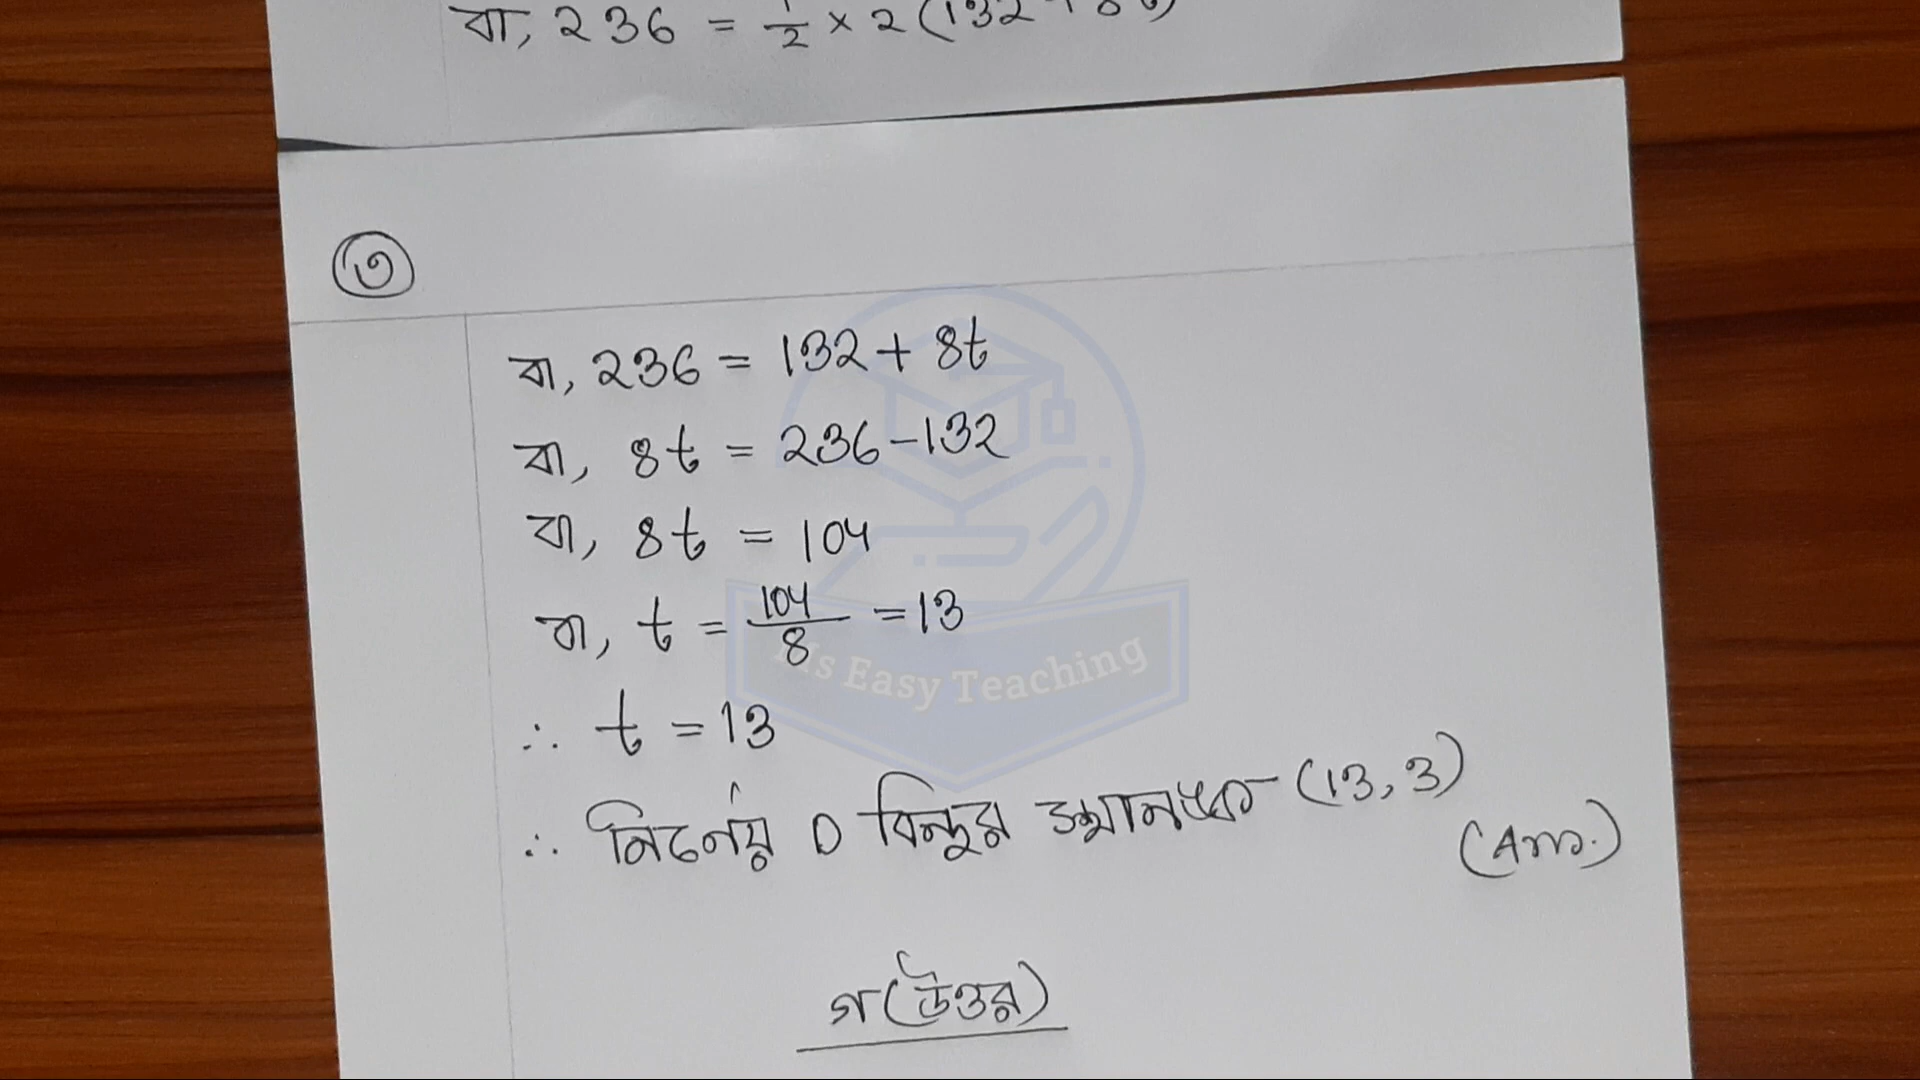 বা, 236 = 1/2 × 2 (132 + 8t)
৩
বা, 236 = 132 + 8t
বা, 8t = 236 - 132
বা, 8t = 104
বা, t = 104/8 = 13
∴ t = 13
∴ নির্ণেয় D বিন্দুর স্থানাঙ্ক (13, 3)
(Ans.)
গ (উত্তর)
Ms Easy Teaching